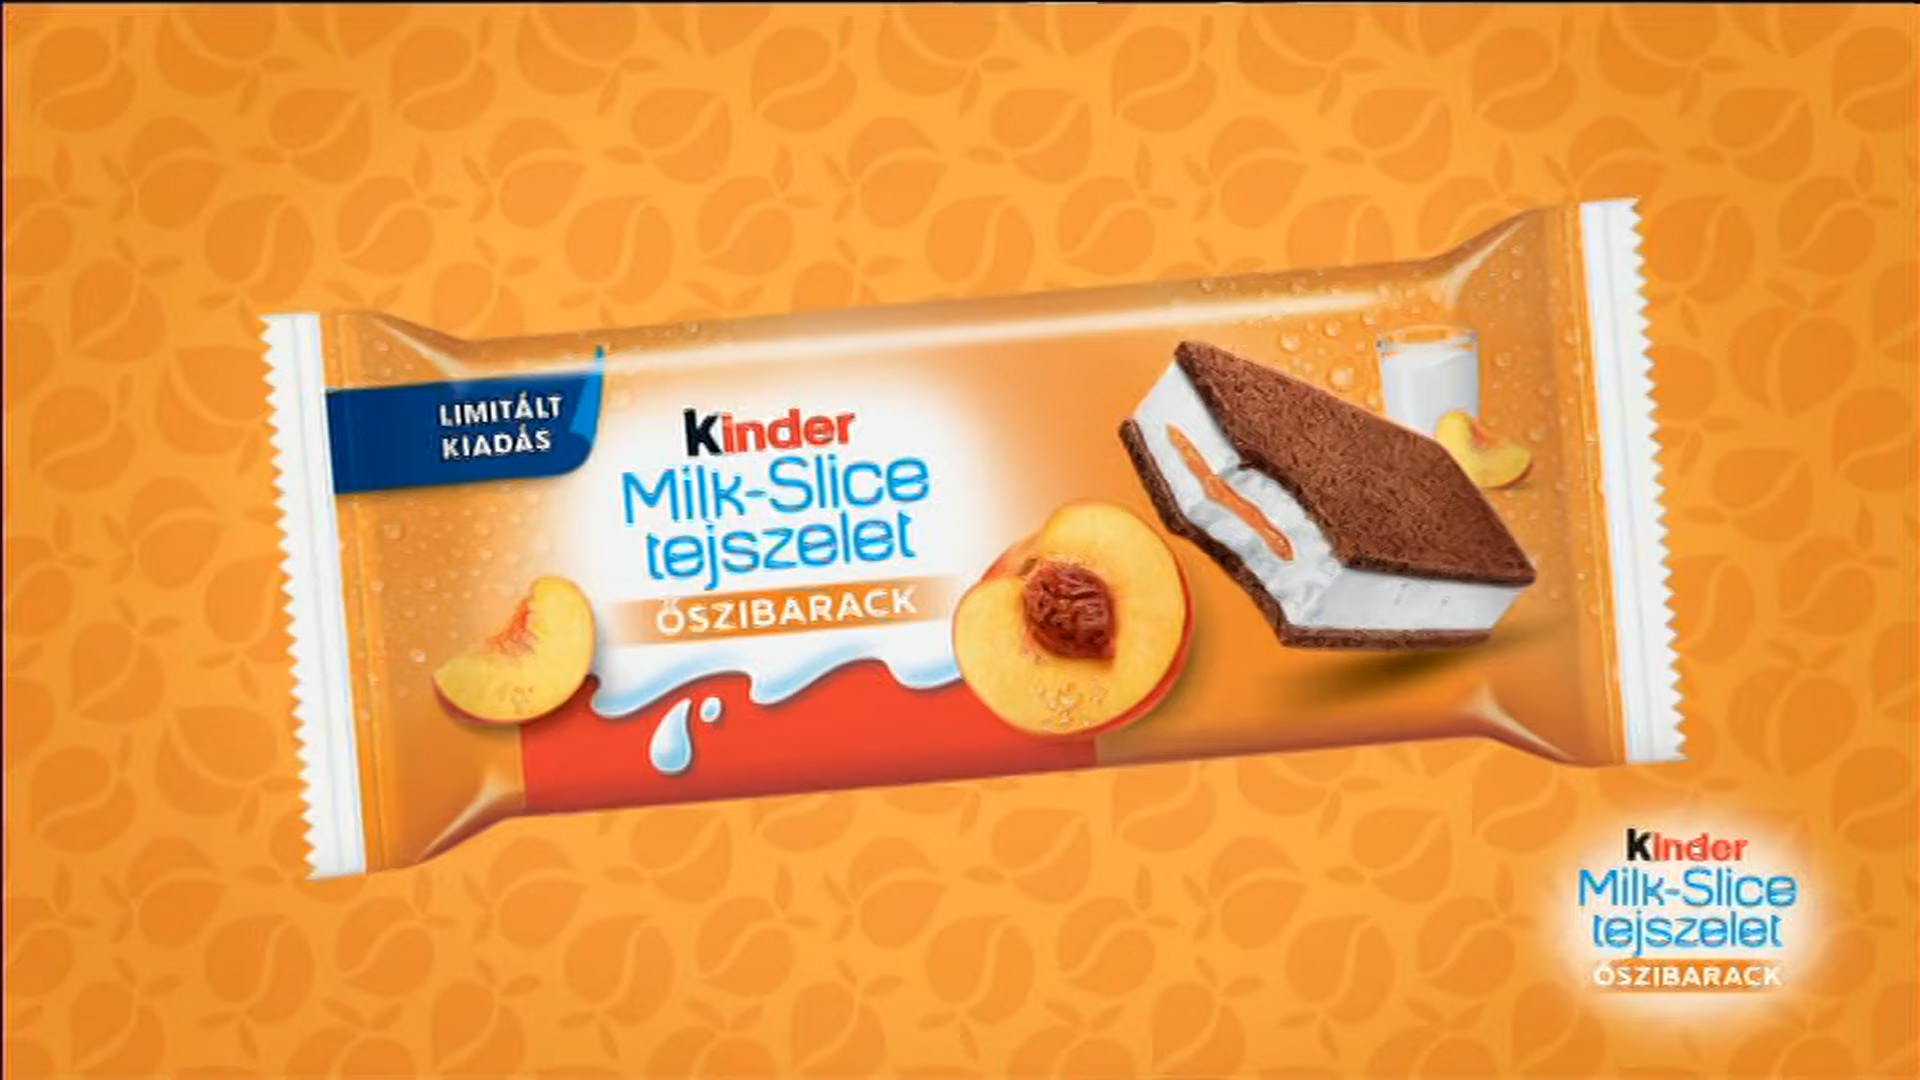 LIMITÁLT
KIADÁS
Kinder
Milk-Slice
tejszelet
ŐSZIBARACK
Kinder
Milk-Slice
tejszelet
ŐSZIBARACK